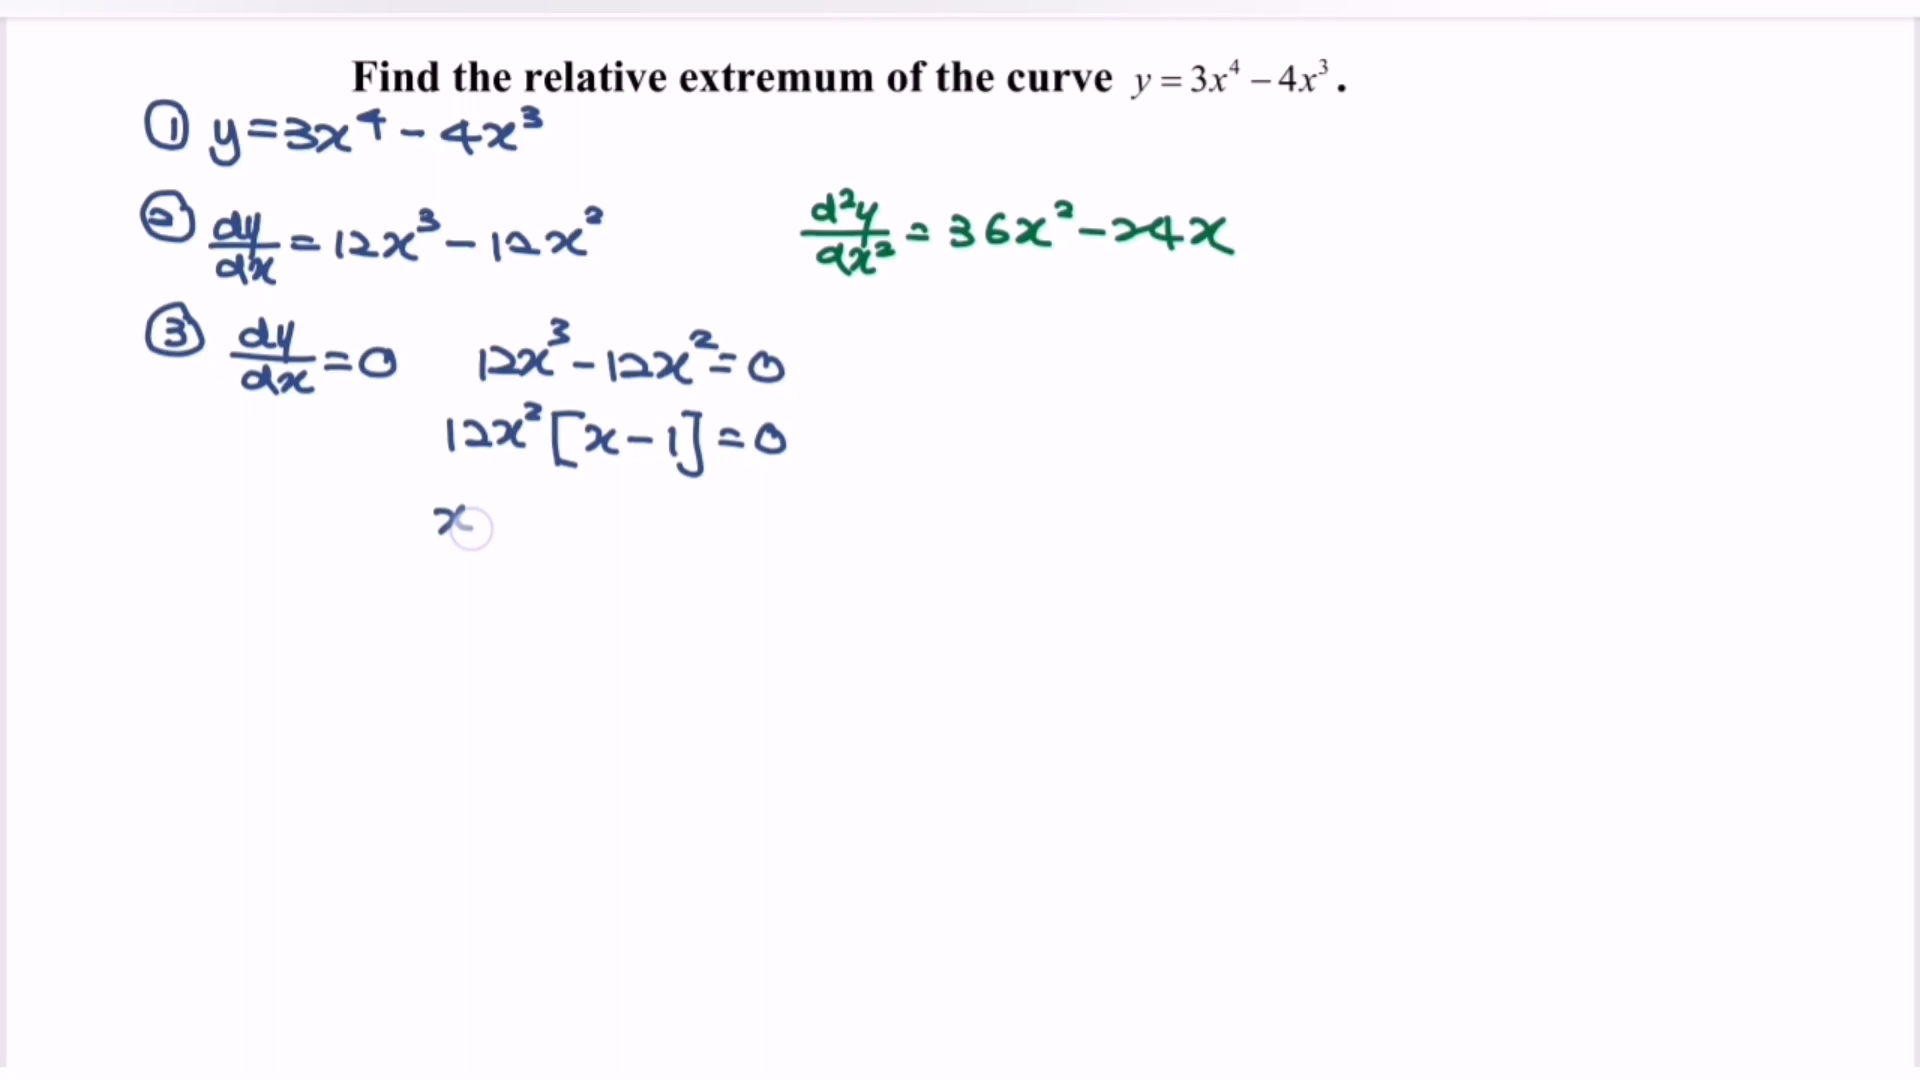 Find the relative extremum of the curve y = 3x⁴ − 4x³.
① y = 3x⁴ − 4x³
② dy/dx = 12x³ − 12x² d²y/dx² = 36x² − 24x
③ dy/dx = 0 12x³ − 12x² = 0
12x² [x − 1] = 0
x